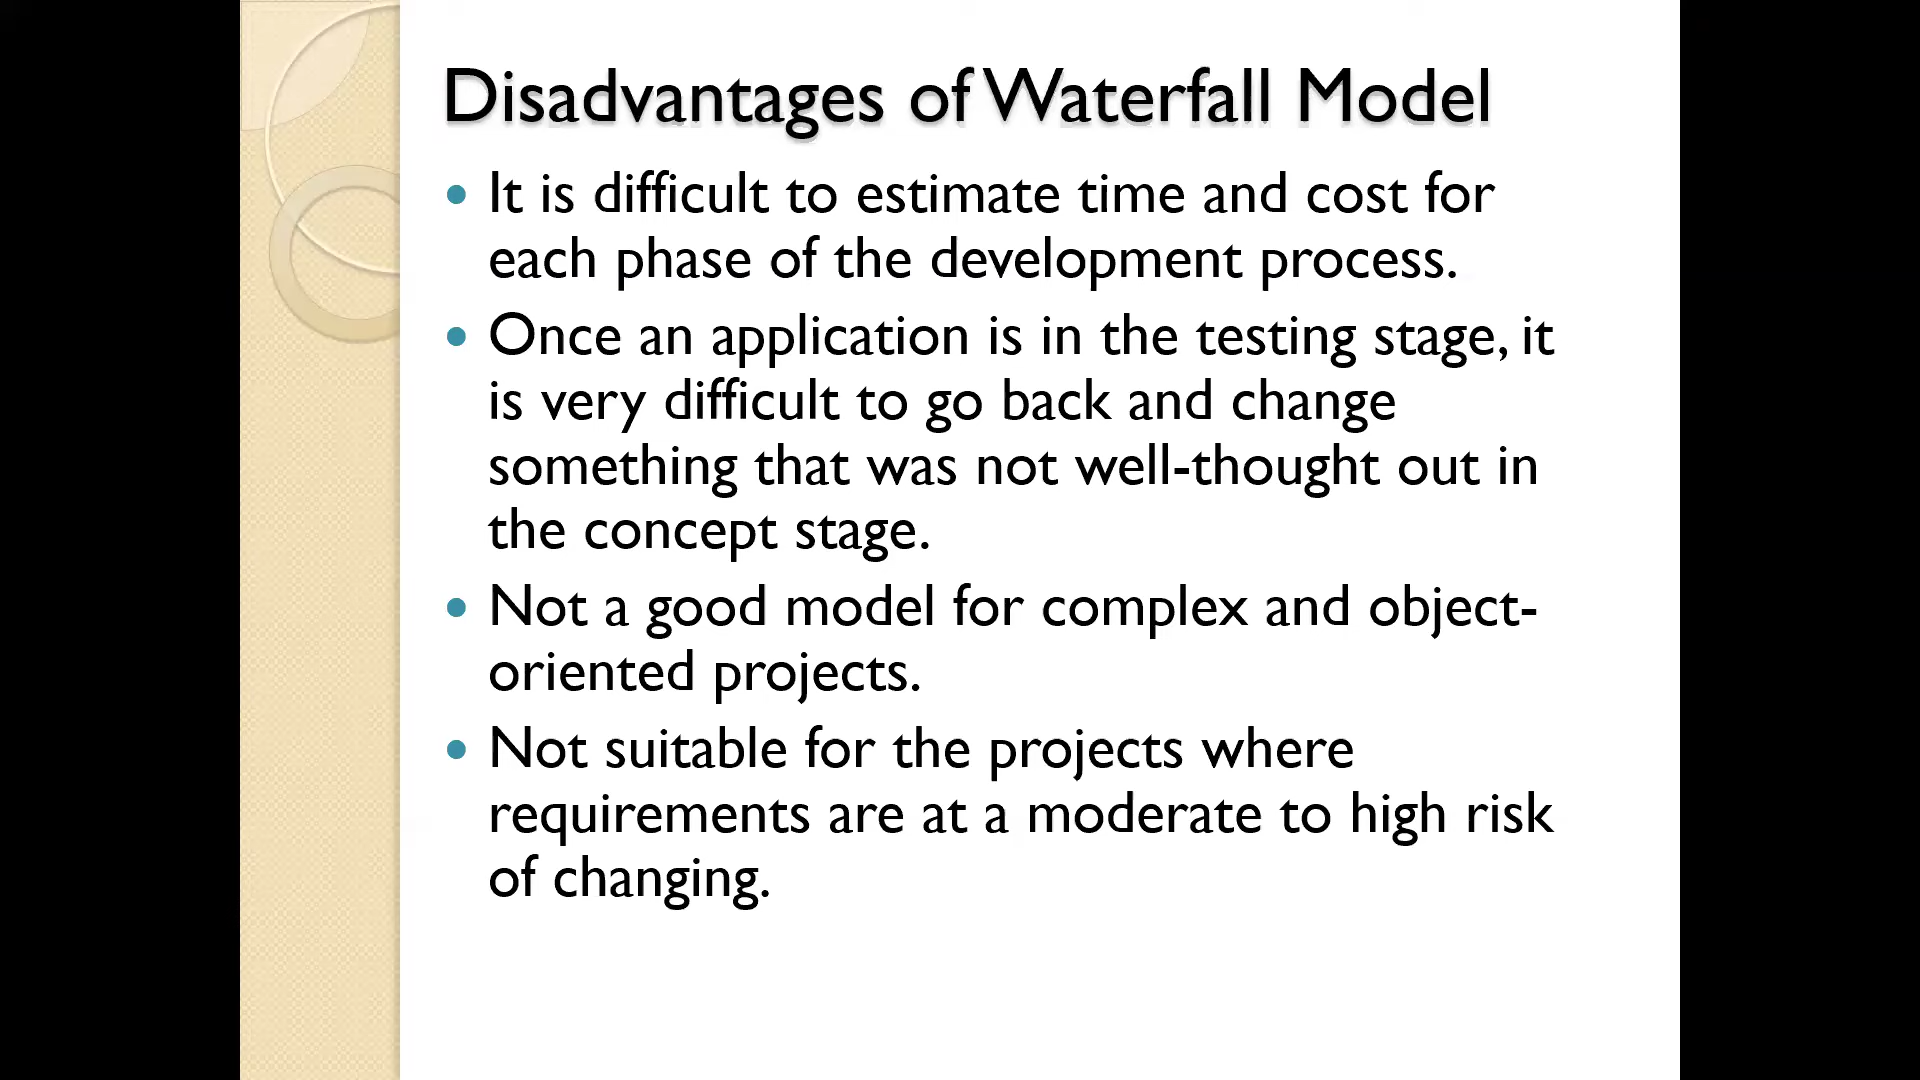 Disadvantages of Waterfall Model
• It is difficult to estimate time and cost for
each phase of the development process.
• Once an application is in the testing stage, it
is very difficult to go back and change
something that was not well-thought out in
the concept stage.
• Not a good model for complex and object-
oriented projects.
• Not suitable for the projects where
requirements are at a moderate to high risk
of changing.